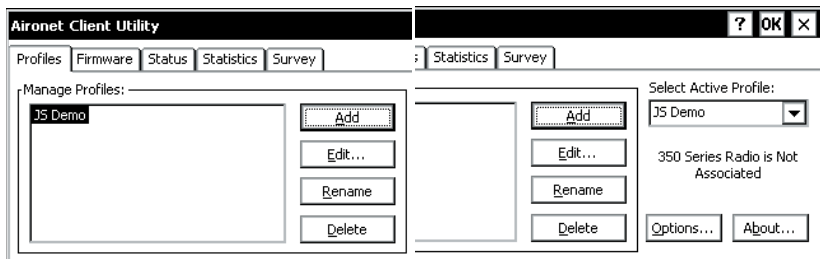 Aironet Client Utility
Profiles Firmware Status Statistics Survey
Manage Profiles:
JS Demo
Add
Edit...
Rename
Delete
? OK ×
s Statistics Survey
Add
Edit...
Rename
Delete
Select Active Profile:
JS Demo
350 Series Radio is Not
Associated
Options... About...